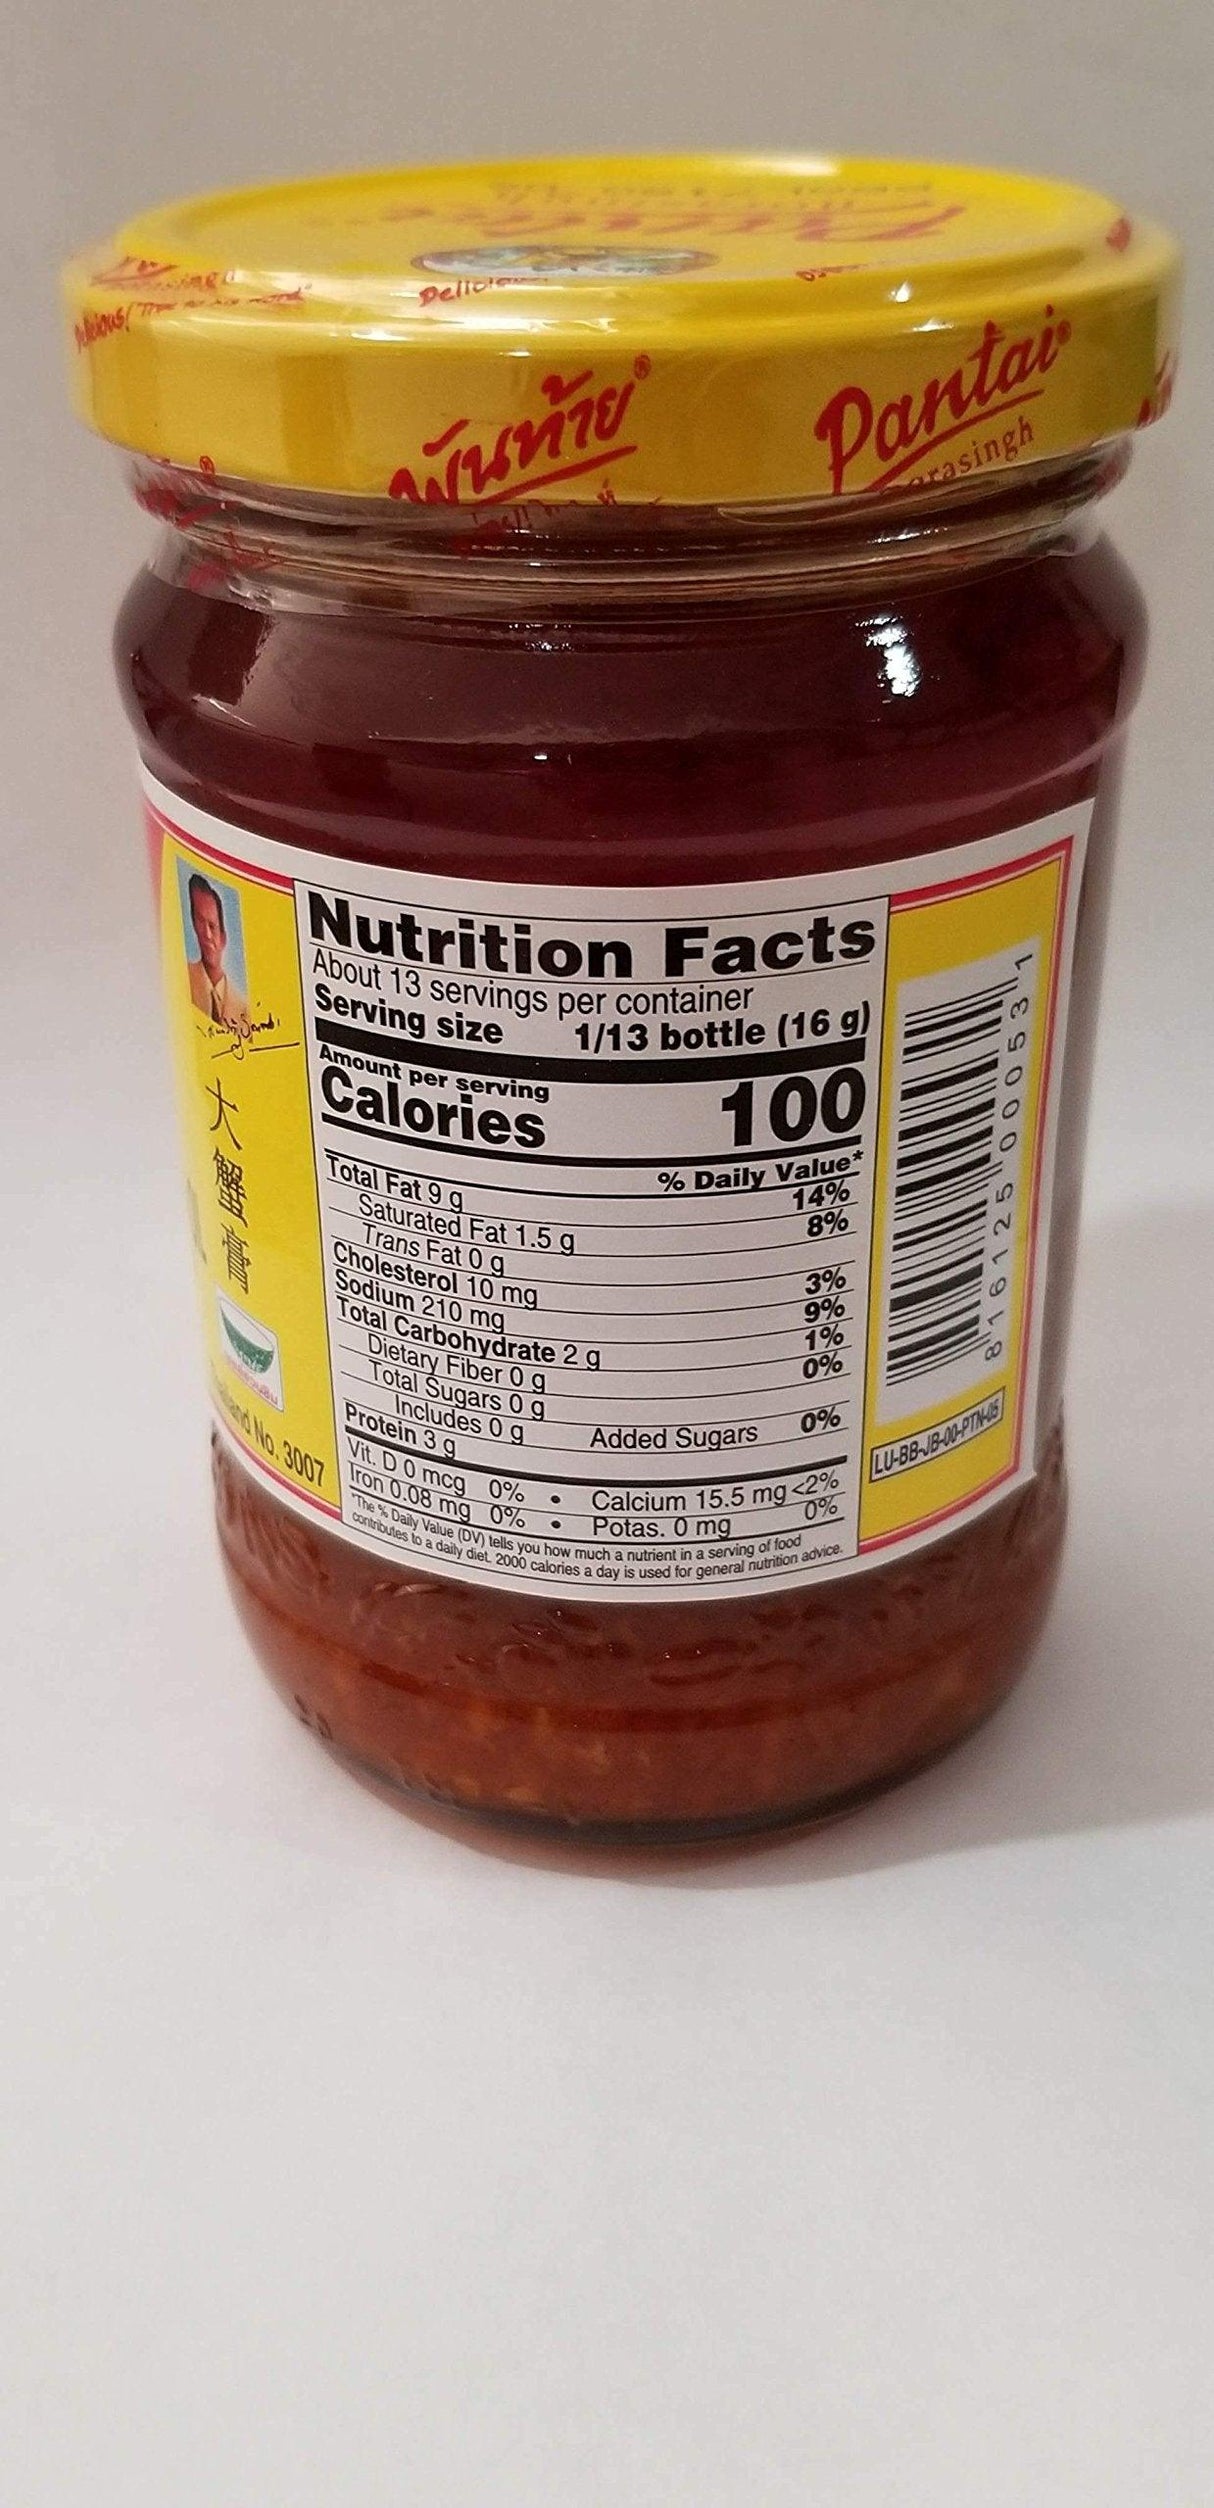 Delicious/
พันท้าย®
Pantai®
Nutrition Facts
About 13 servings per container
Serving size 1/13 bottle (16 g)
Amount per serving
Calories 100
% Daily Value*
Total Fat 9 g 14%
Saturated Fat 1.5 g 8%
Trans Fat 0 g
Cholesterol 10 mg 3%
Sodium 210 mg 9%
Total Carbohydrate 2 g 1%
Dietary Fiber 0 g 0%
Total Sugars 0 g
Includes 0 g Added Sugars 0%
Protein 3 g
Vit. D 0 mcg 0% • Calcium 15.5 mg <2%
Iron 0.08 mg 0% • Potas. 0 mg 0%
*The % Daily Value (DV) tells you how much a nutrient in a serving of food
contributes to a daily diet. 2000 calories a day is used for general nutrition advice.
大蟹膏
No. 3007
8 16125 00053 1
LU-BB-JB-00-PTN-05